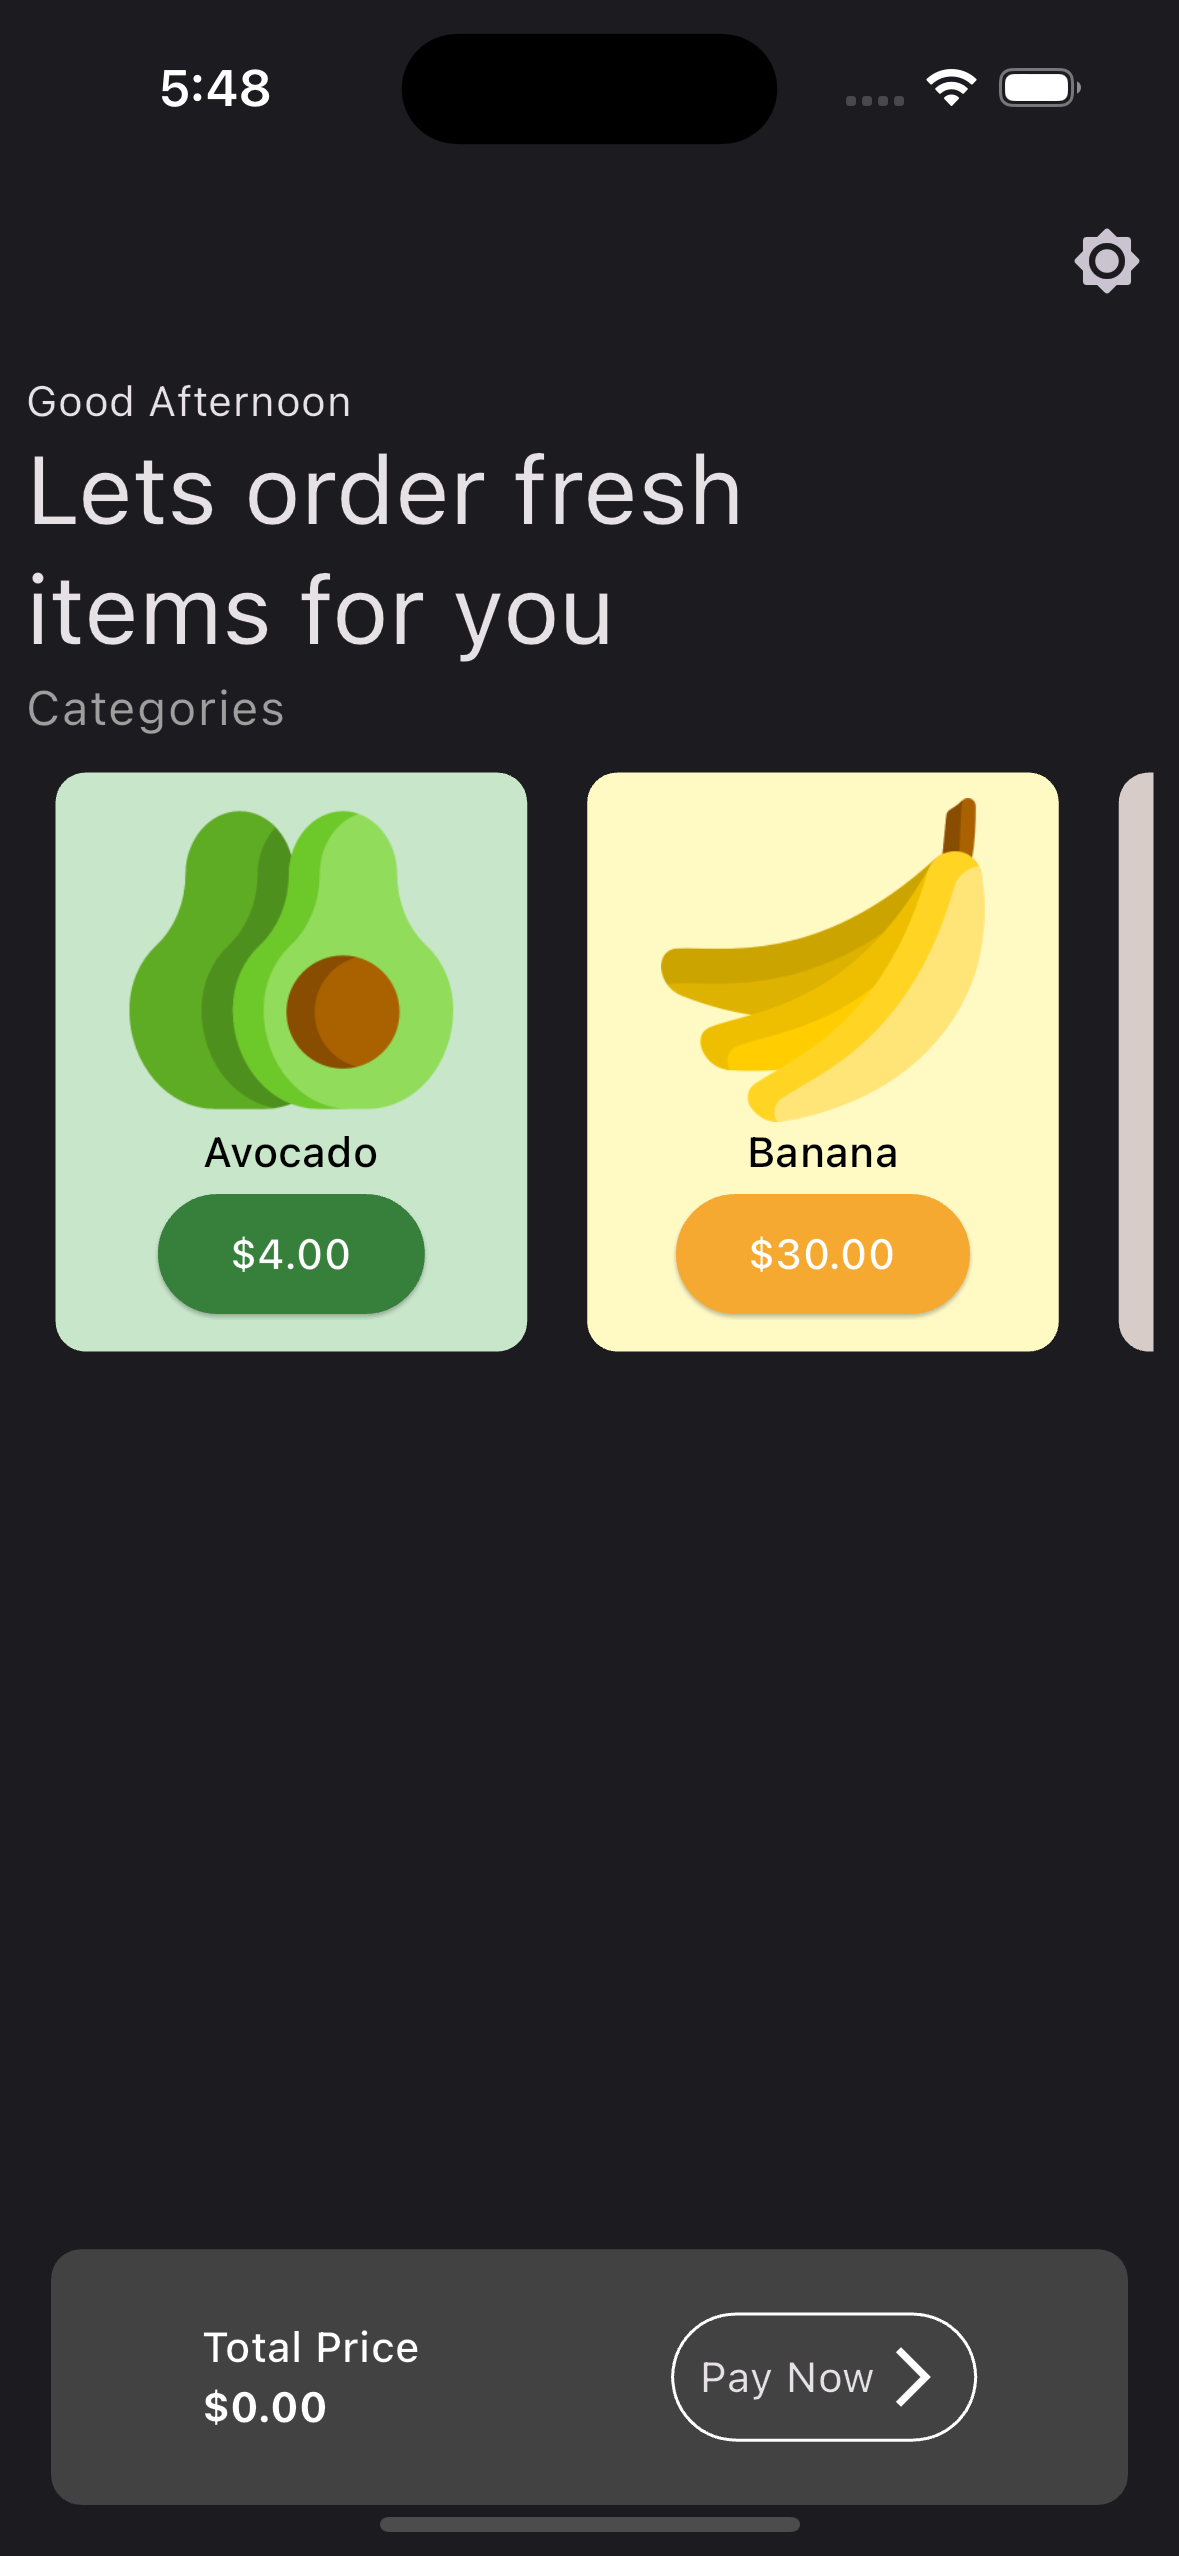 5:48
Good Afternoon
Lets order fresh
items for you
Categories
Avocado
$4.00
Banana
$30.00
Total Price
$0.00
Pay Now